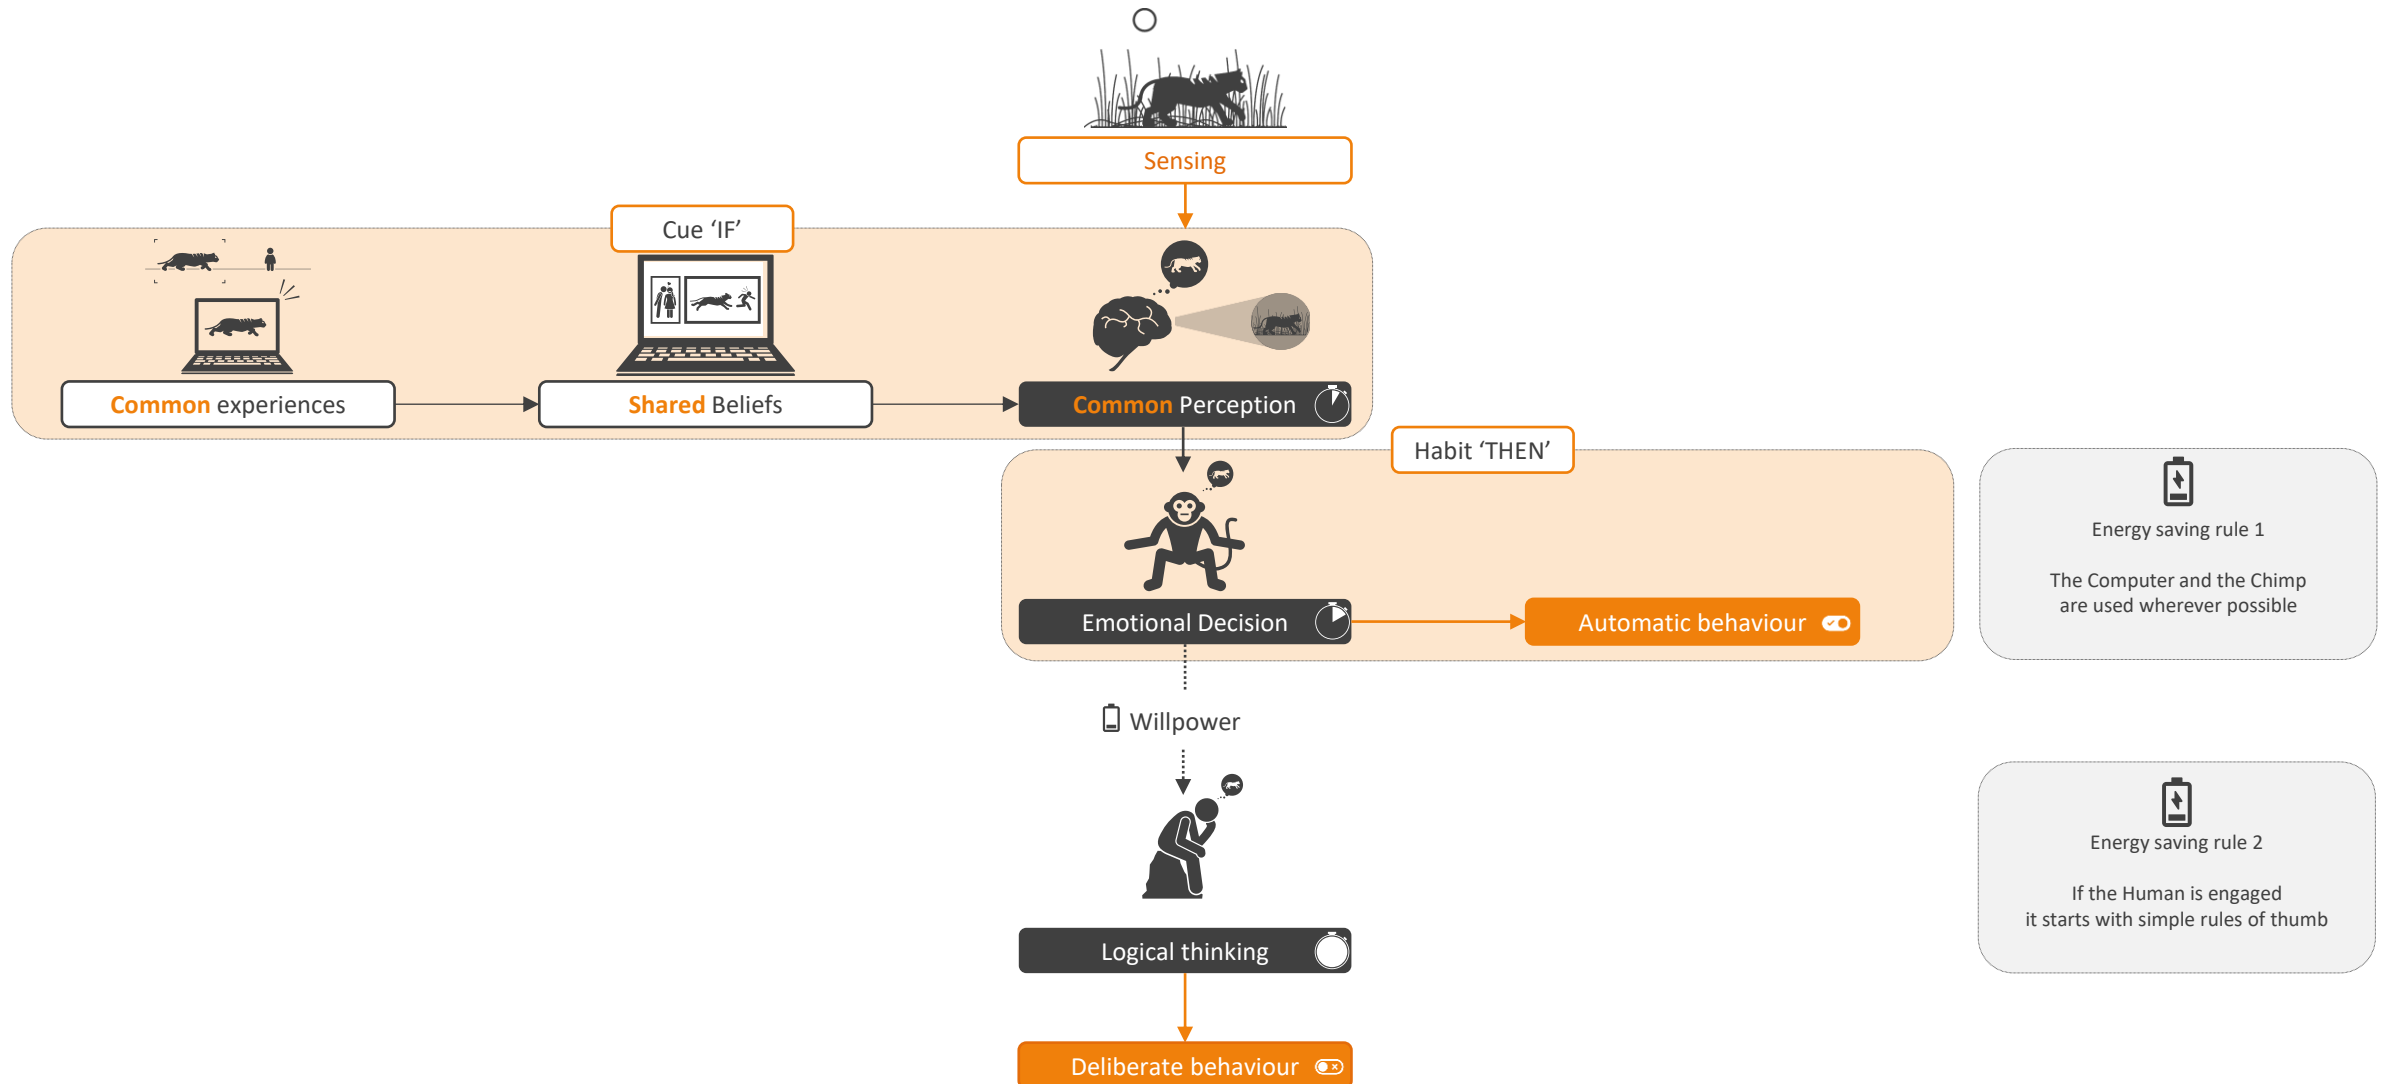 Sensing
Cue ‘IF’
Common experiences
Shared Beliefs
Common Perception
Habit ‘THEN’
Emotional Decision
Automatic behaviour
Energy saving rule 1
The Computer and the Chimp
are used wherever possible
Willpower
Logical thinking
Deliberate behaviour
Energy saving rule 2
If the Human is engaged
it starts with simple rules of thumb